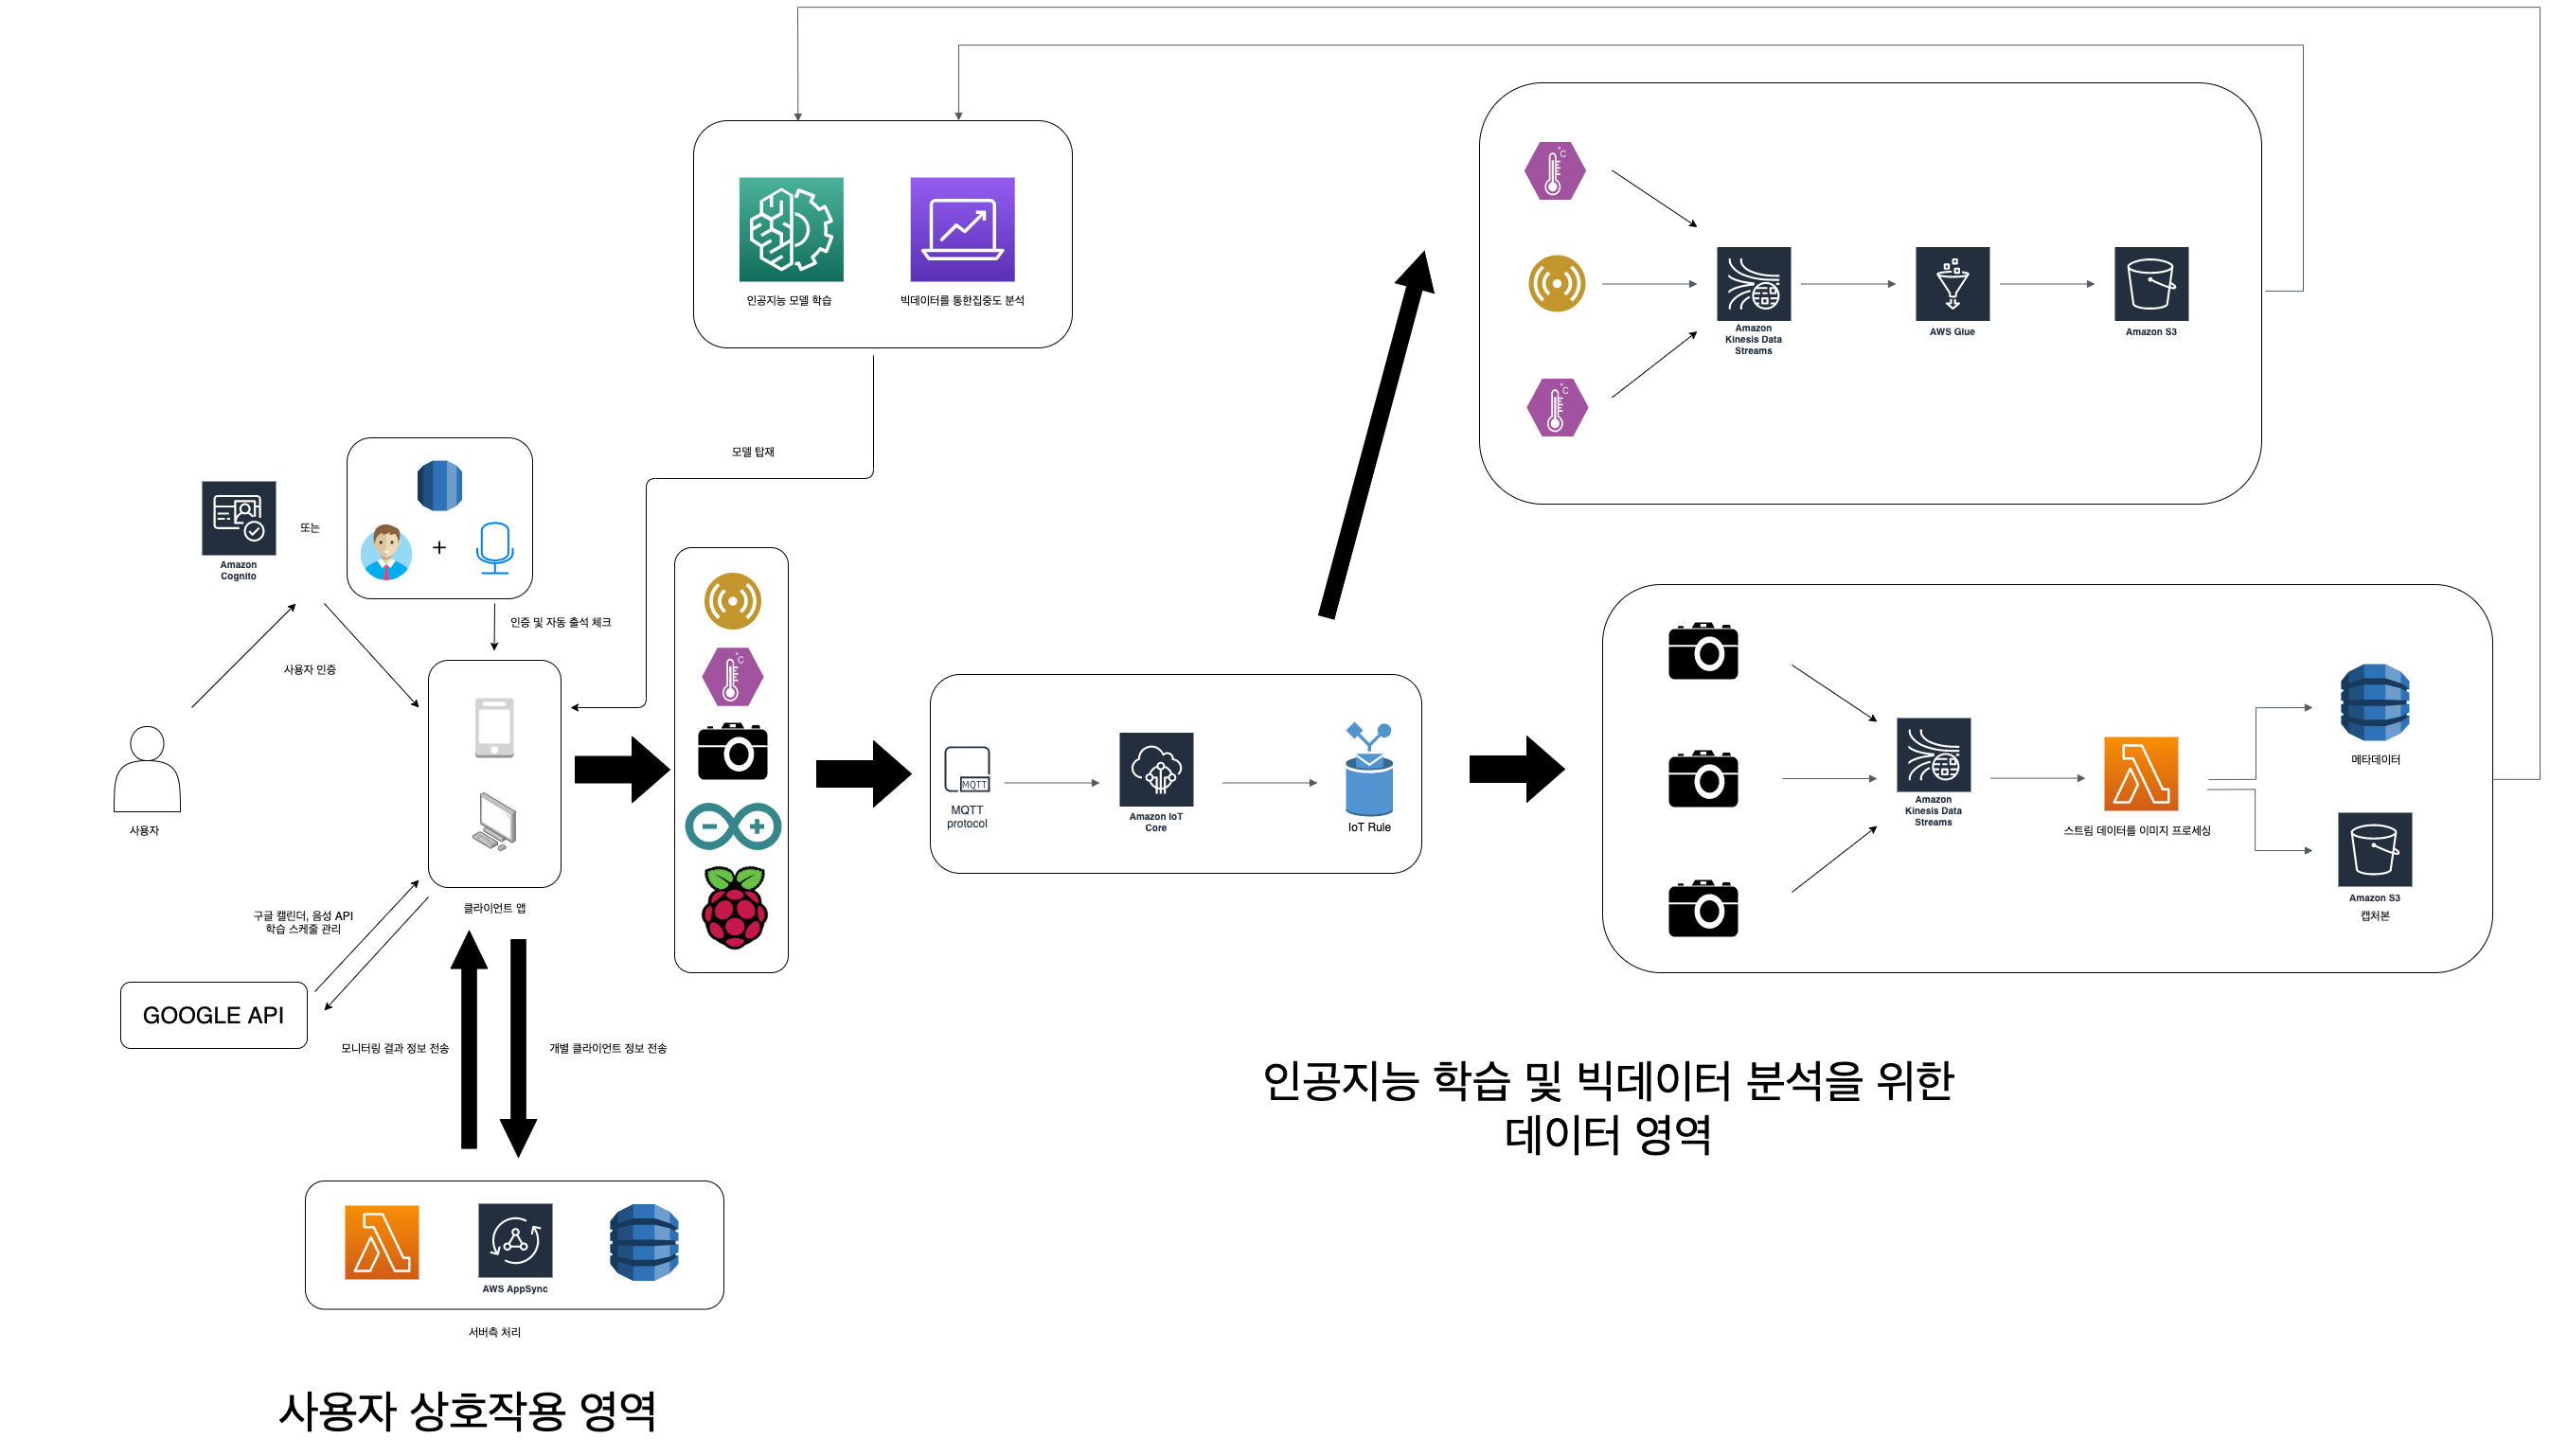 인공지능 모델 학습
빅데이터를 통한집중도 분석
°C
Amazon
Kinesis Data
Streams
AWS Glue
Amazon S3
°C
모델 탑재
Amazon
Cognito
또는
+
인증 및 자동 출석 체크
사용자 인증
사용자
클라이언트 앱
°C
MQTT
MQTT
protocol
Amazon IoT
Core
IoT Rule
Amazon
Kinesis Data
Streams
스트림 데이터를 이미지 프로세싱
메타데이터
Amazon S3
캡처본
구글 캘린더, 음성 API
학습 스케줄 관리
GOOGLE API
모니터링 결과 정보 전송
개별 클라이언트 정보 전송
AWS AppSync
서버측 처리
인공지능 학습 및 빅데이터 분석을 위한
데이터 영역
사용자 상호작용 영역